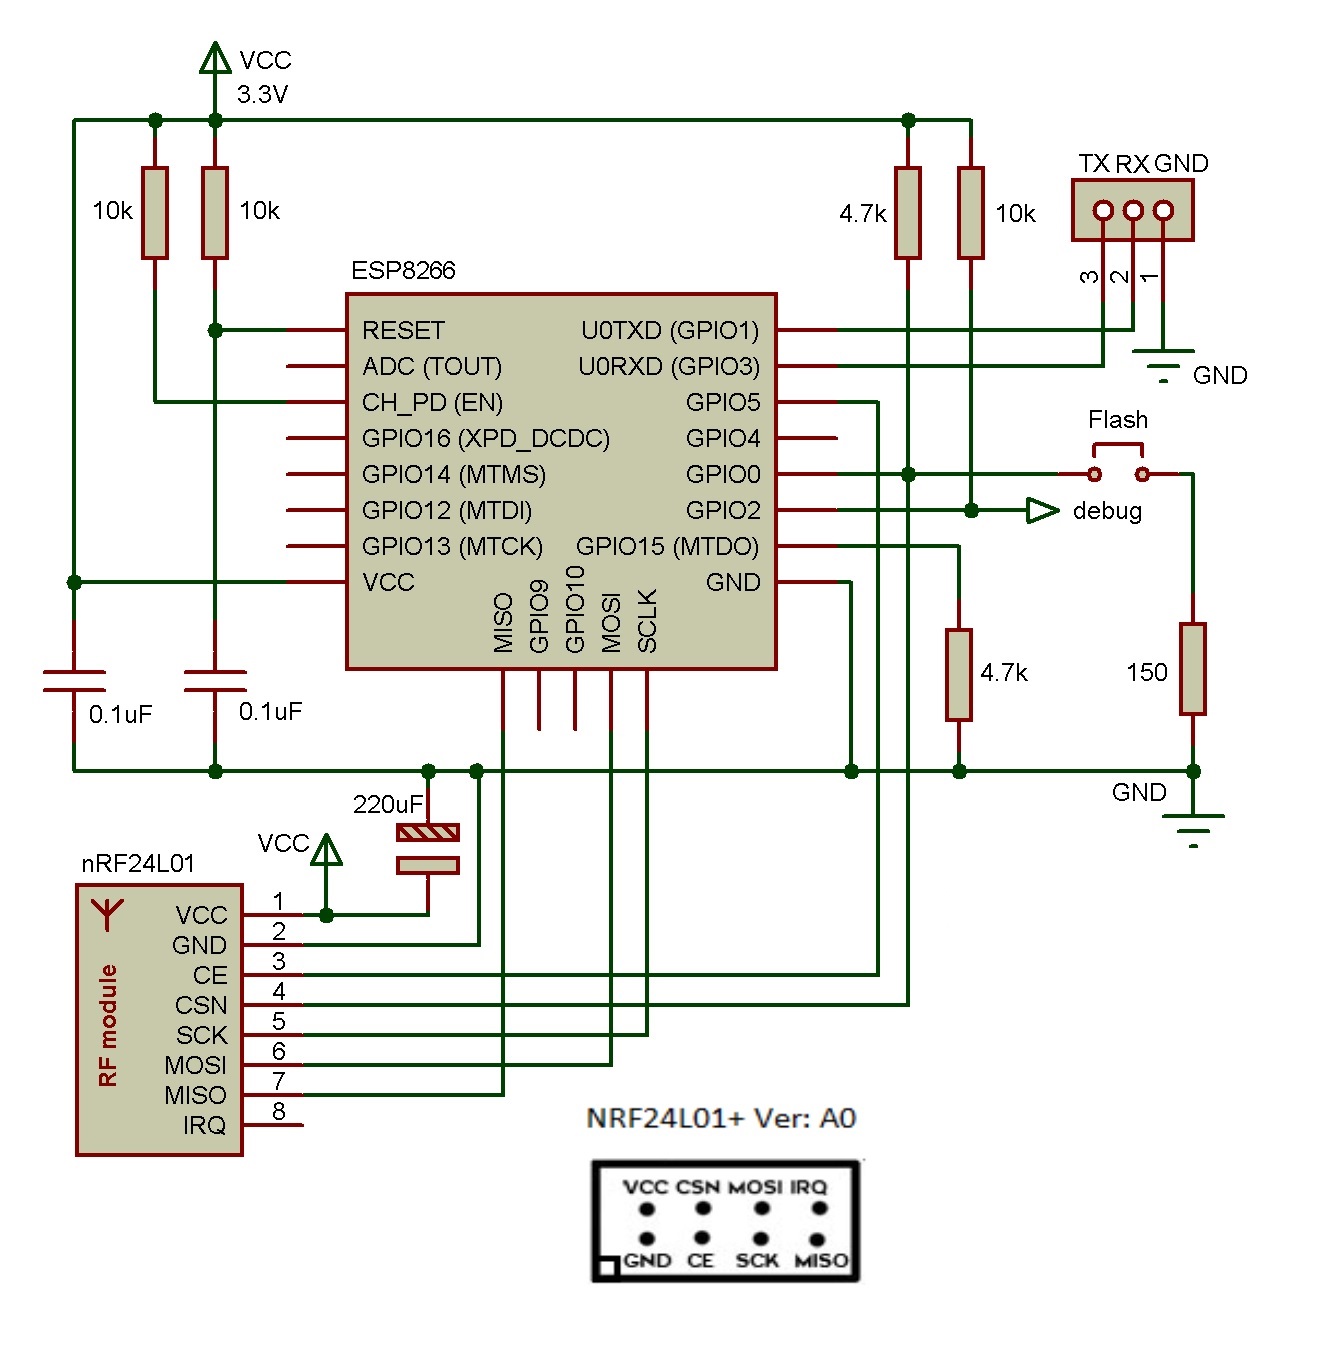 VCC
3.3V
10k
10k
4.7k
10k
TX RX GND
3
2
1
GND
ESP8266
RESET
ADC (TOUT)
CH_PD (EN)
GPIO16 (XPD_DCDC)
GPIO14 (MTMS)
GPIO12 (MTDI)
GPIO13 (MTCK)
VCC
U0TXD (GPIO1)
U0RXD (GPIO3)
GPIO5
GPIO4
GPIO0
GPIO2
GPIO15 (MTDO)
GND
MISO
GPIO9
GPIO10
MOSI
SCLK
Flash
debug
0.1uF
0.1uF
4.7k
150
GND
220uF
VCC
nRF24L01
RF module
VCC 1
GND 2
CE 3
CSN 4
SCK 5
MOSI 6
MISO 7
IRQ 8
NRF24L01+ Ver: A0
VCC CSN MOSI IRQ
GND CE SCK MISO